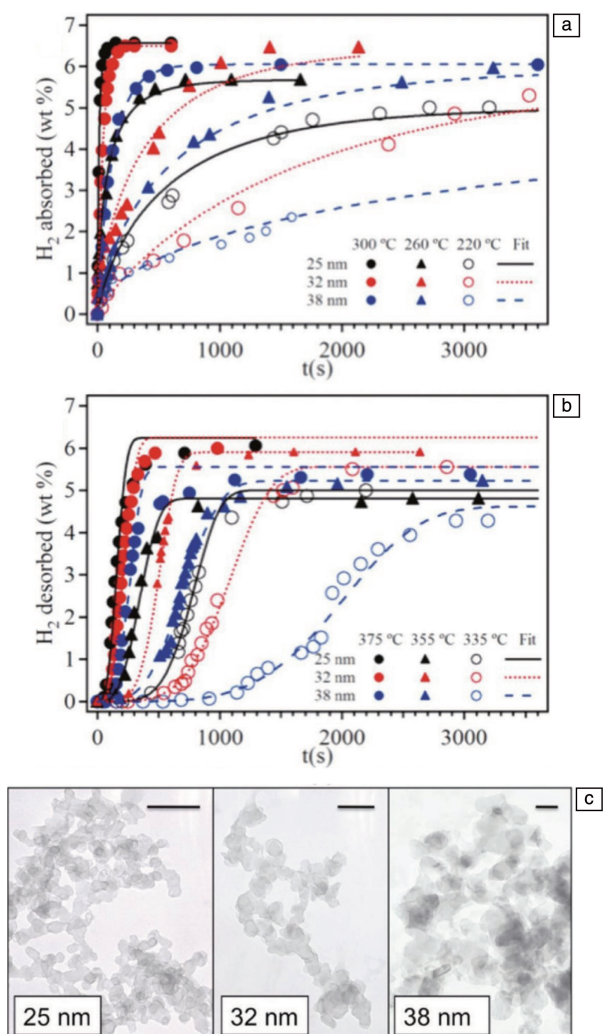 a
7
6
5
4
3
2
1
0
H₂ absorbed (wt %)
300 ºC 260 ºC 220 ºC Fit
25 nm
32 nm
38 nm
0 1000 2000 3000
t(s)
b
7
6
5
4
3
2
1
0
H₂ desorbed (wt %)
375 ºC 355 ºC 335 ºC Fit
25 nm
32 nm
38 nm
0 1000 2000 3000
t(s)
c
25 nm 32 nm 38 nm